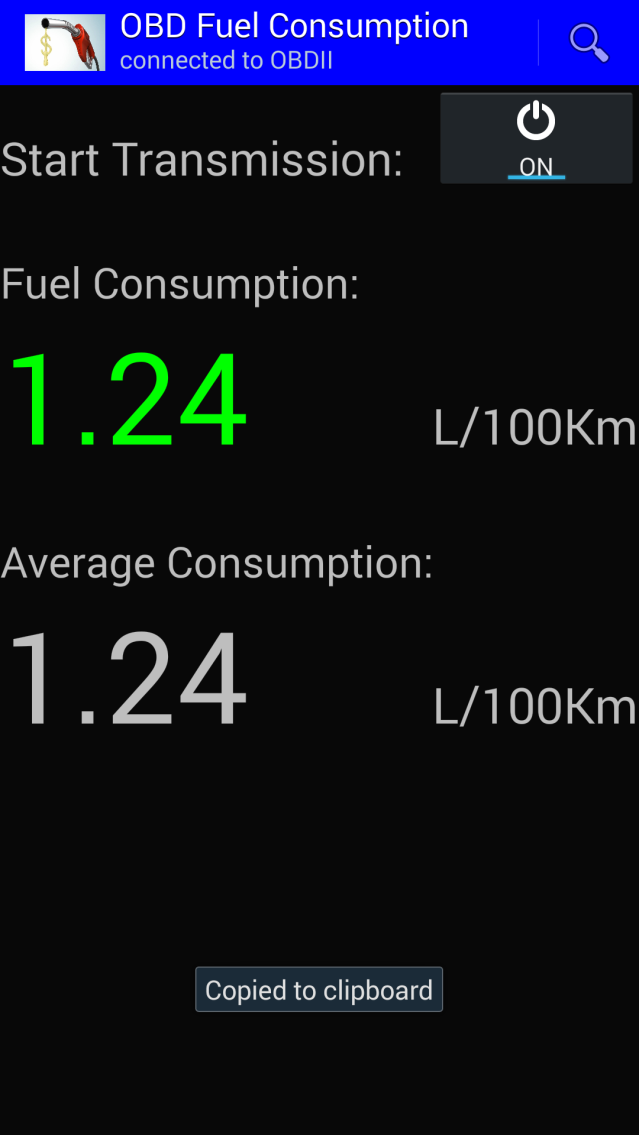 OBD Fuel Consumption
connected to OBDII
Start Transmission:
ON
Fuel Consumption:
1.24 L/100Km
Average Consumption:
1.24 L/100Km
Copied to clipboard